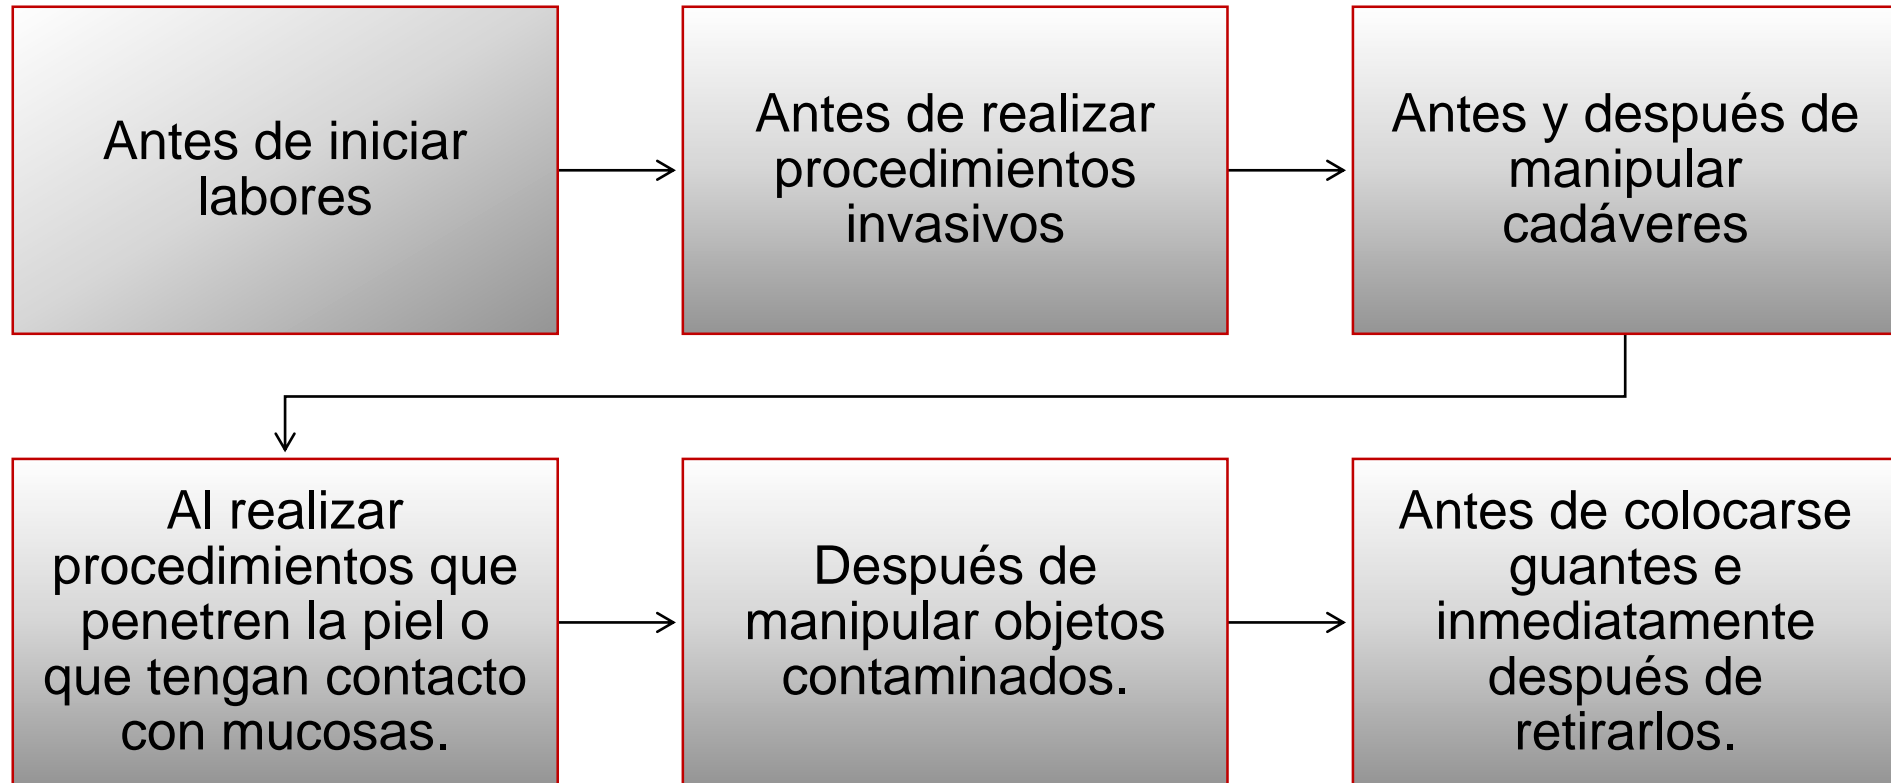 Antes de iniciar
labores
Antes de realizar
procedimientos
invasivos
Antes y después de
manipular
cadáveres
Al realizar
procedimientos que
penetren la piel o
que tengan contacto
con mucosas.
Después de
manipular objetos
contaminados.
Antes de colocarse
guantes e
inmediatamente
después de
retirarlos.